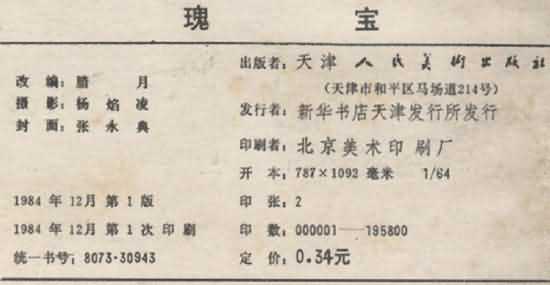 瑰宝
改编：腊月
摄影：杨焰凌
封面：张永典
1984年12月第1版
1984年12月第1次印刷
统一书号：8073·30943
出版者：天津人民美术出版社
（天津市和平区马场道214号）
发行者：新华书店天津发行所发行
印刷者：北京美术印刷厂
开本：787×1092 毫米 1/64
印张：2
印数：000001—195800
定价：0.34元